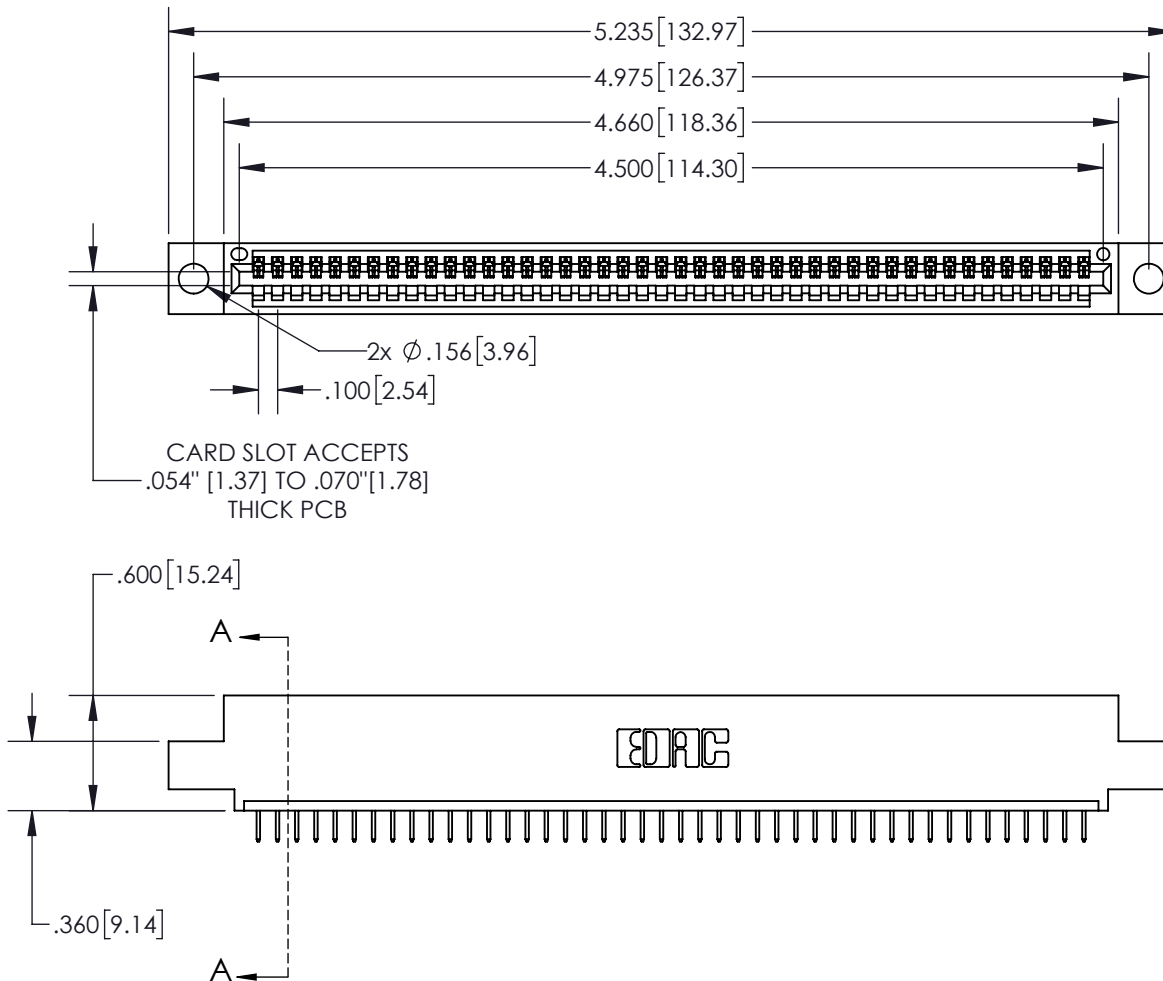 5.235[132.97]
4.975[126.37]
4.660[118.36]
4.500[114.30]
2x Ø.156[3.96]
.100[2.54]
CARD SLOT ACCEPTS
.054" [1.37] TO .070"[1.78]
THICK PCB
.600[15.24]
A
EDAC
.360[9.14]
A